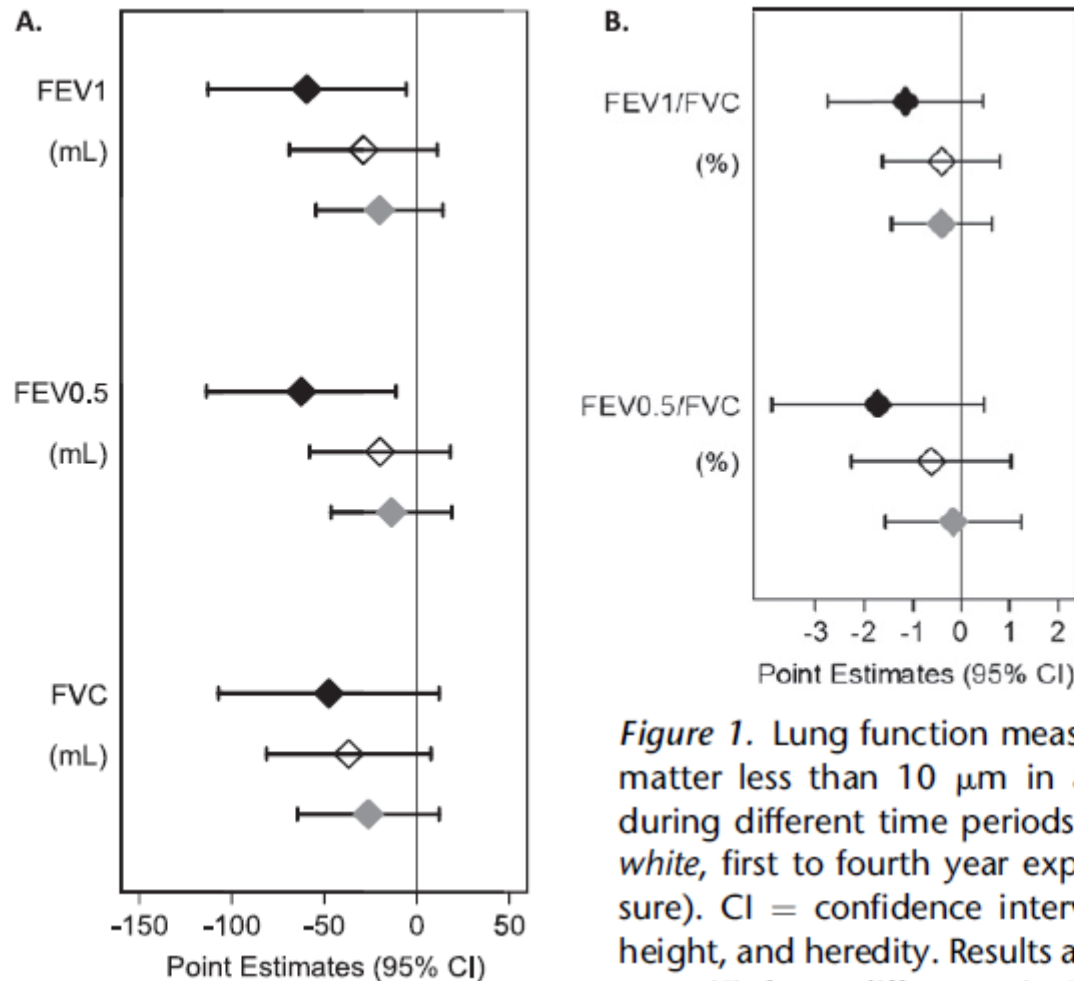 A.
FEV1
(mL)
FEV0.5
(mL)
FVC
(mL)
-150 -100 -50 0 50
Point Estimates (95% CI)
B.
FEV1/FVC
(%)
FEV0.5/FVC
(%)
-3 -2 -1 0 1 2
Point Estimates (95% CI)
Figure 1. Lung function meas
matter less than 10 μm in
during different time periods
white, first to fourth year exp
sure). CI = confidence interv
height, and heredity. Results a